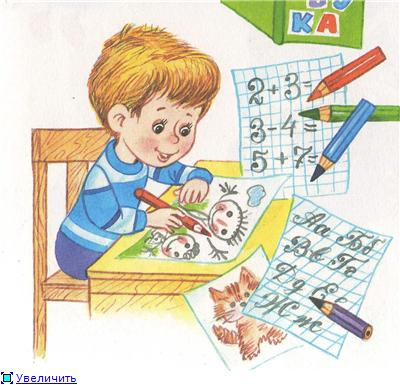 КА
2+3=
3-4=
5+7=
Аа Бб
Вв Гг
Дд Ее
Жж
Увеличить